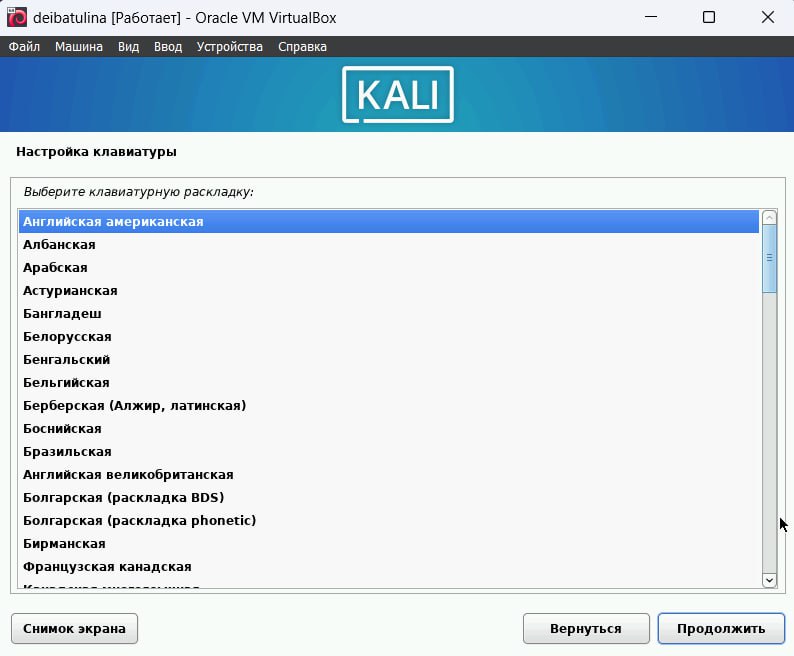 deibatulina [Работает] - Oracle VM VirtualBox
Файл Машина Вид Ввод Устройства Справка
KALI
Настройка клавиатуры
Выберите клавиатурную раскладку:
Английская американская
Албанская
Арабская
Астурианская
Бангладеш
Белорусская
Бенгальский
Бельгийская
Берберская (Алжир, латинская)
Боснийская
Бразильская
Английская великобританская
Болгарская (раскладка BDS)
Болгарская (раскладка phonetic)
Бирманская
Французская канадская
Снимок экрана Вернуться Продолжить